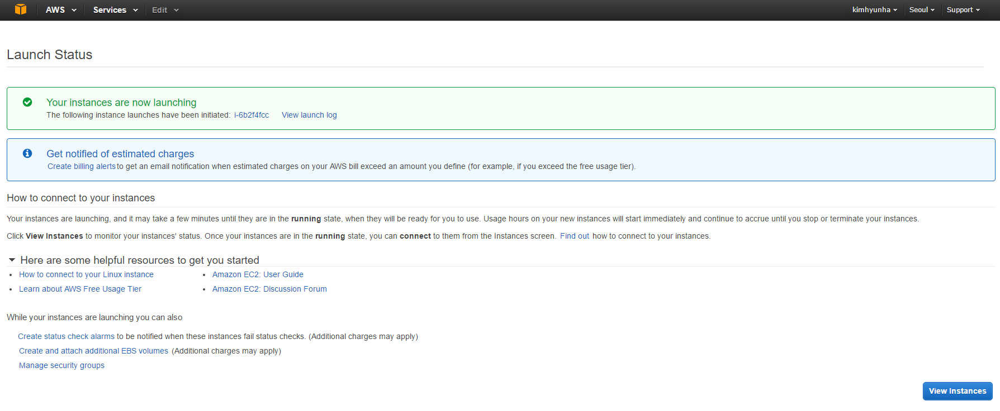 AWS Services Edit kimhyunha Seoul Support
Launch Status
Your instances are now launching
The following instance launches have been initiated: i-6b2f4fcc View launch log
Get notified of estimated charges
Create billing alerts to get an email notification when estimated charges on your AWS bill exceed an amount you define (for example, if you exceed the free usage tier).
How to connect to your instances
Your instances are launching, and it may take a few minutes until they are in the running state, when they will be ready for you to use. Usage hours on your new instances will start immediately and continue to accrue until you stop or terminate your instances.
Click View Instances to monitor your instances' status. Once your instances are in the running state, you can connect to them from the Instances screen. Find out how to connect to your instances.
Here are some helpful resources to get you started
• How to connect to your Linux instance • Amazon EC2: User Guide
• Learn about AWS Free Usage Tier • Amazon EC2: Discussion Forum
While your instances are launching you can also
Create status check alarms to be notified when these instances fail status checks. (Additional charges may apply)
Create and attach additional EBS volumes (Additional charges may apply)
Manage security groups
View Instances